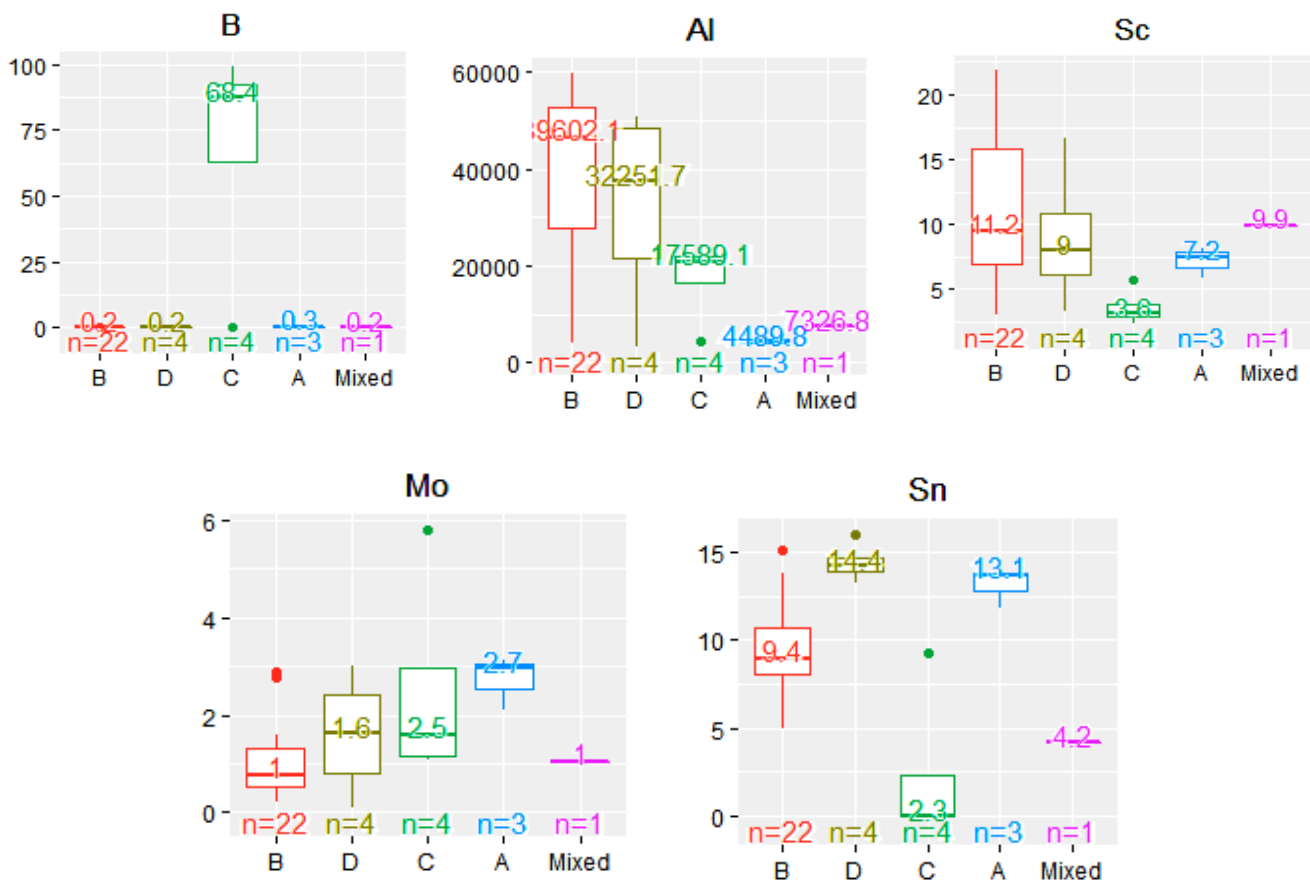 B
100
75
50
25
0
68.4
0.2
0.2
0.3
0.2
n=22
n=4
n=4
n=3
n=1
B
D
C
A
Mixed
Al
60000
40000
20000
0
39602.1
32251.7
17589.1
4489.8
7326.8
n=22
n=4
n=4
n=3
n=1
B
D
C
A
Mixed
Sc
20
15
10
5
11.2
9
3.6
7.2
9.9
n=22
n=4
n=4
n=3
n=1
B
D
C
A
Mixed
Mo
6
4
2
0
1
1.6
2.5
2.7
1
n=22
n=4
n=4
n=3
n=1
B
D
C
A
Mixed
Sn
15
10
5
0
9.4
14.4
2.3
13.1
4.2
n=22
n=4
n=4
n=3
n=1
B
D
C
A
Mixed